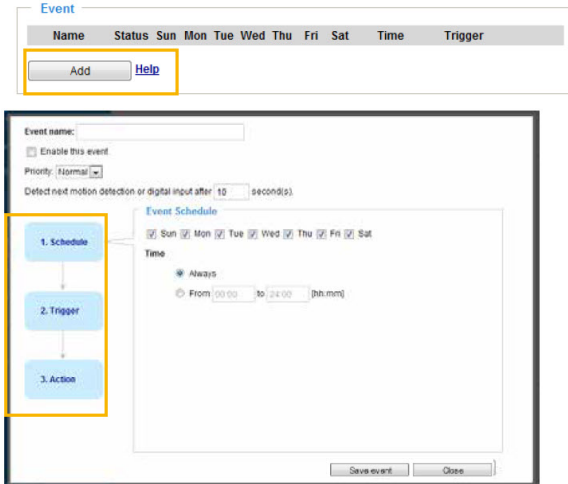 Event
Name Status Sun Mon Tue Wed Thu Fri Sat Time Trigger
Add Help
Event name:
Enable this event
Priority: Normal
Detect next motion detection or digital input after 10 second(s).
Event Schedule
Sun Mon Tue Wed Thu Fri Sat
Time
Always
From 00:00 to 24:00 [hh:mm]
1. Schedule
2. Trigger
3. Action
Save event Close